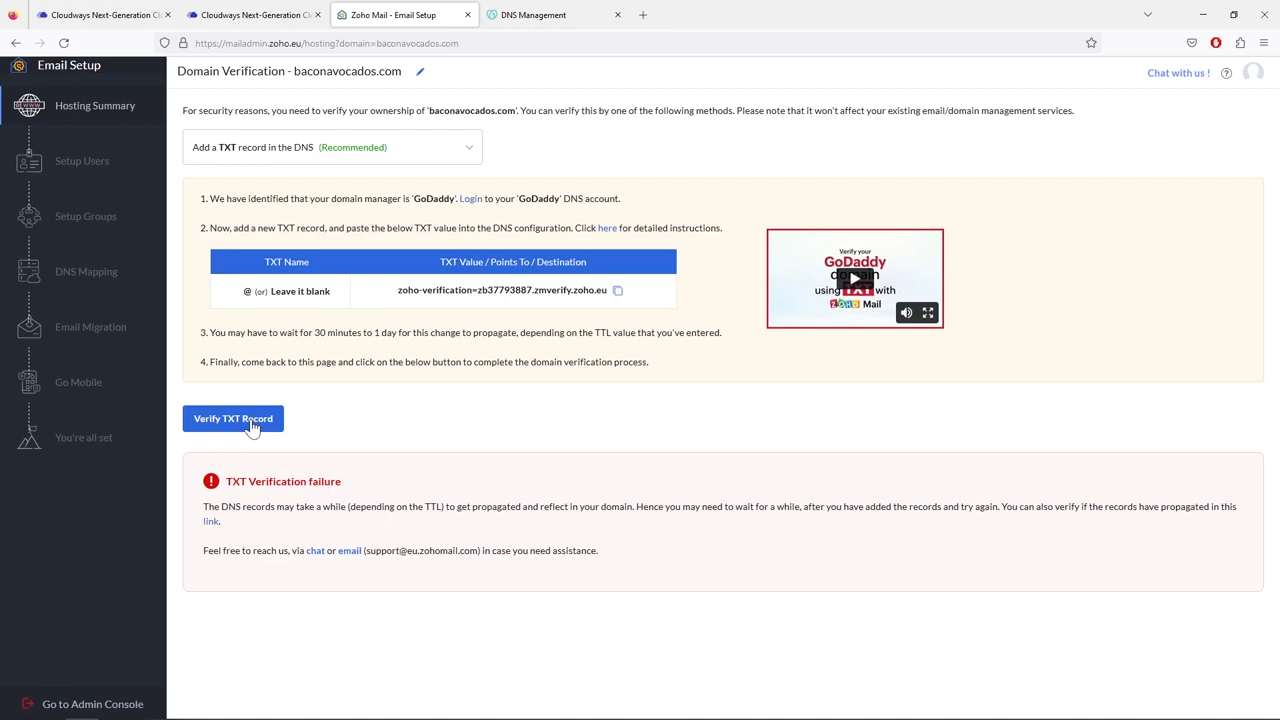 Cloudways Next-Generation Cl
Cloudways Next-Generation Cl
Zoho Mail - Email Setup
DNS Management
https://mailadmin.zoho.eu/hosting?domain=baconavocados.com
Email Setup
Domain Verification - baconavocados.com
Chat with us !
Hosting Summary
Setup Users
Setup Groups
DNS Mapping
Email Migration
Go Mobile
You're all set
Go to Admin Console
For security reasons, you need to verify your ownership of 'baconavocados.com'. You can verify this by one of the following methods. Please note that it won't affect your existing email/domain management services.
Add a TXT record in the DNS (Recommended)
1. We have identified that your domain manager is 'GoDaddy'. Login to your 'GoDaddy' DNS account.
2. Now, add a new TXT record, and paste the below TXT value into the DNS configuration. Click here for detailed instructions.
TXT Name TXT Value / Points To / Destination
@ (or) Leave it blank zoho-verification=zb37793887.zmverify.zoho.eu
3. You may have to wait for 30 minutes to 1 day for this change to propagate, depending on the TTL value that you've entered.
4. Finally, come back to this page and click on the below button to complete the domain verification process.
Verify your
GoDaddy
domain
using TXT with
ZOHO Mail
Verify TXT Record
TXT Verification failure
The DNS records may take a while (depending on the TTL) to get propagated and reflect in your domain. Hence you may need to wait for a while, after you have added the records and try again. You can also verify if the records have propagated in this
link.
Feel free to reach us, via chat or email (support@eu.zohomail.com) in case you need assistance.